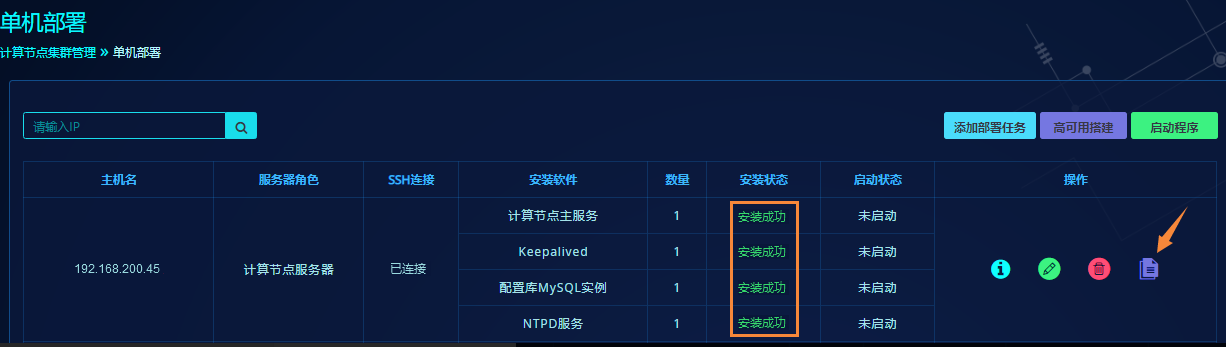 单机部署
计算节点集群管理 » 单机部署
请输入IP
添加部署任务 高可用搭建 启动程序
主机名 服务器角色 SSH连接 安装软件 数量 安装状态 启动状态 操作
计算节点主服务 1 安装成功 未启动
Keepalived 1 安装成功 未启动
192.168.200.45 计算节点服务器 已连接
配置库MySQL实例 1 安装成功 未启动
NTPD服务 1 安装成功 未启动